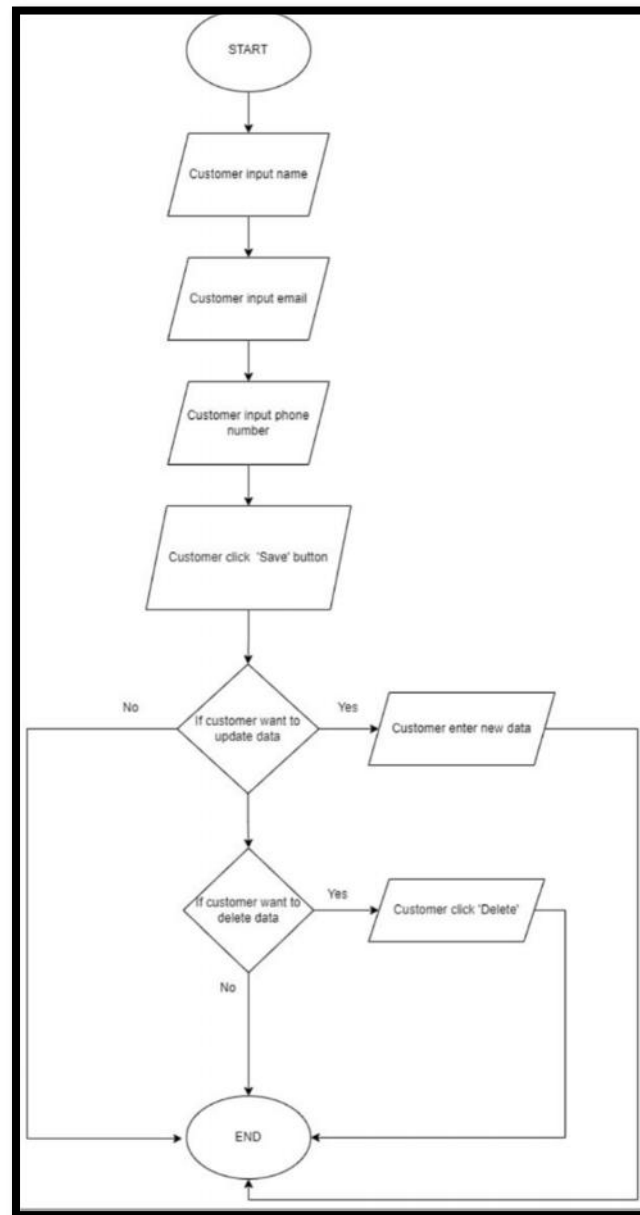 START
Customer input name
Customer input email
Customer input phone
number
Customer click 'Save' button
No
If customer want to
update data
Yes
Customer enter new data
If customer want to
delete data
Yes
Customer click 'Delete'
No
END